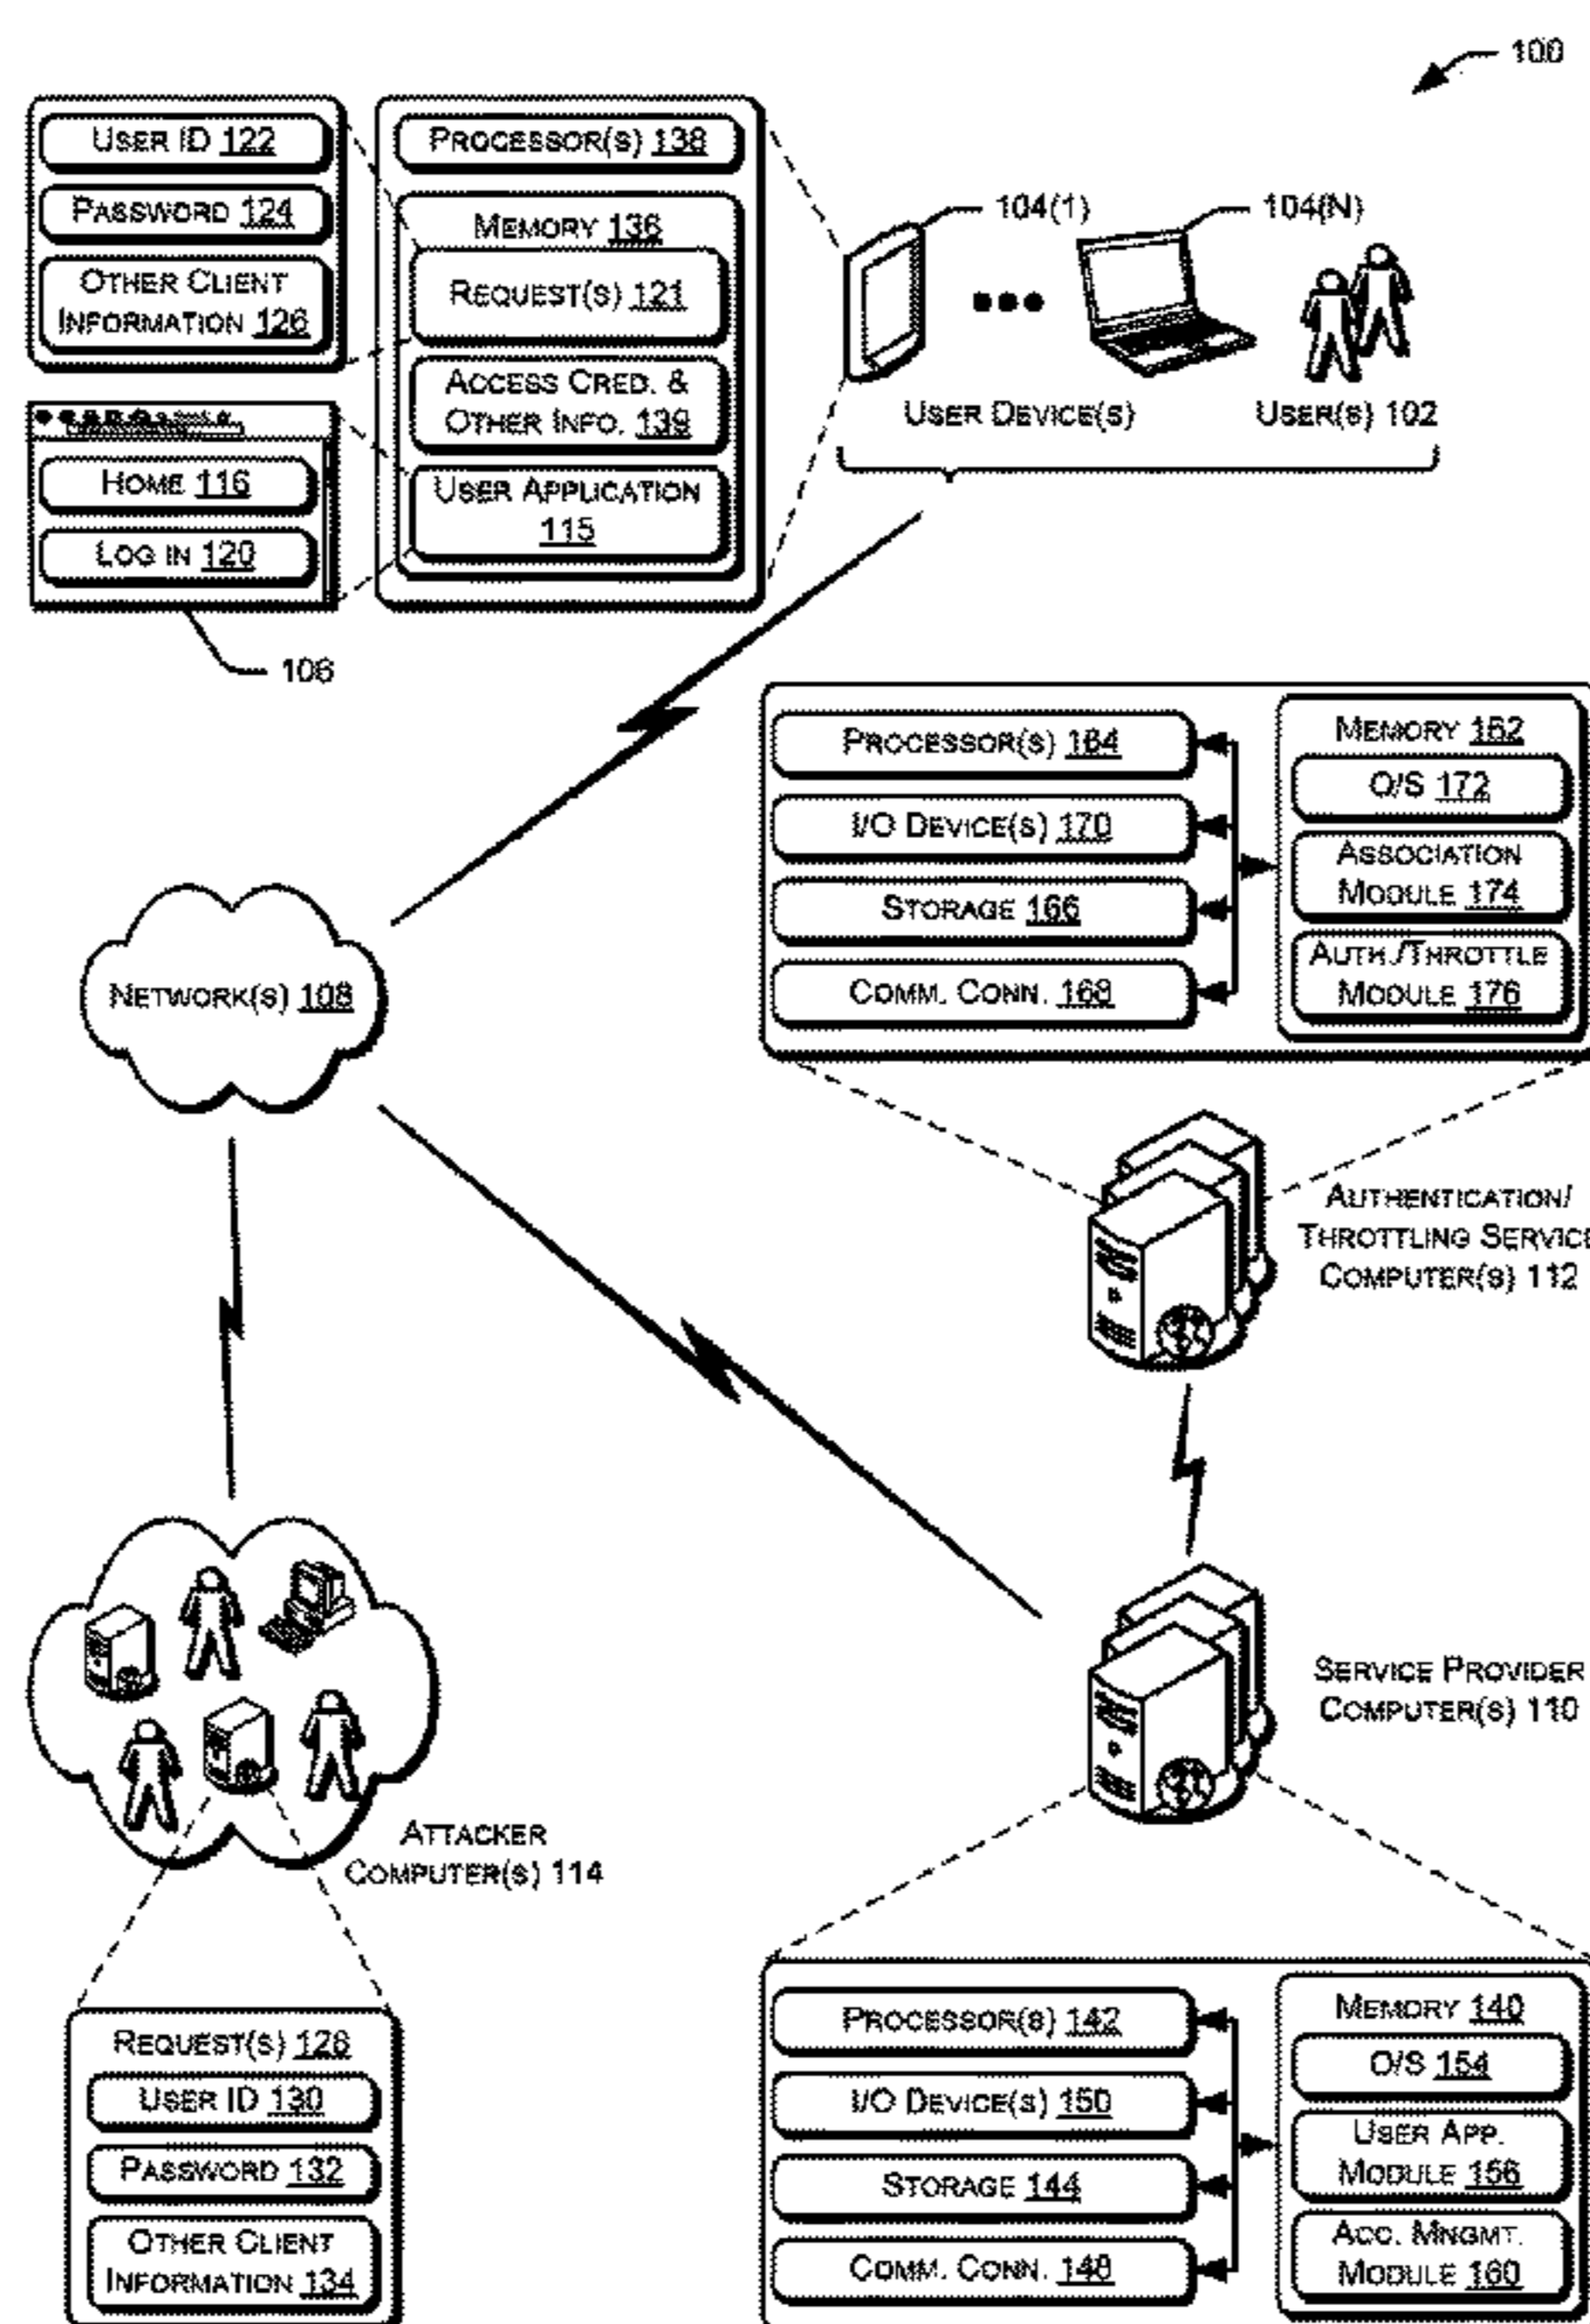 100
USER ID 122
PASSWORD 124
OTHER CLIENT
INFORMATION 126
HOME 116
LOG IN 120
106
PROCESSOR(S) 138
MEMORY 136
REQUEST(S) 121
ACCESS CRED. &
OTHER INFO. 139
USER APPLICATION
115
104(1)
104(N)
USER DEVICE(S)
USER(S) 102
NETWORK(S) 108
PROCESSOR(S) 164
I/O DEVICE(S) 170
STORAGE 166
COMM. CONN. 168
MEMORY 162
O/S 172
ASSOCIATION
MODULE 174
AUTH./THROTTLE
MODULE 176
AUTHENTICATION/
THROTTLING SERVICE
COMPUTER(S) 112
SERVICE PROVIDER
COMPUTER(S) 110
ATTACKER
COMPUTER(S) 114
REQUEST(S) 128
USER ID 130
PASSWORD 132
OTHER CLIENT
INFORMATION 134
PROCESSOR(S) 142
I/O DEVICE(S) 150
STORAGE 144
COMM. CONN. 148
MEMORY 140
O/S 154
USER APP.
MODULE 156
ACC. MNGMT.
MODULE 160